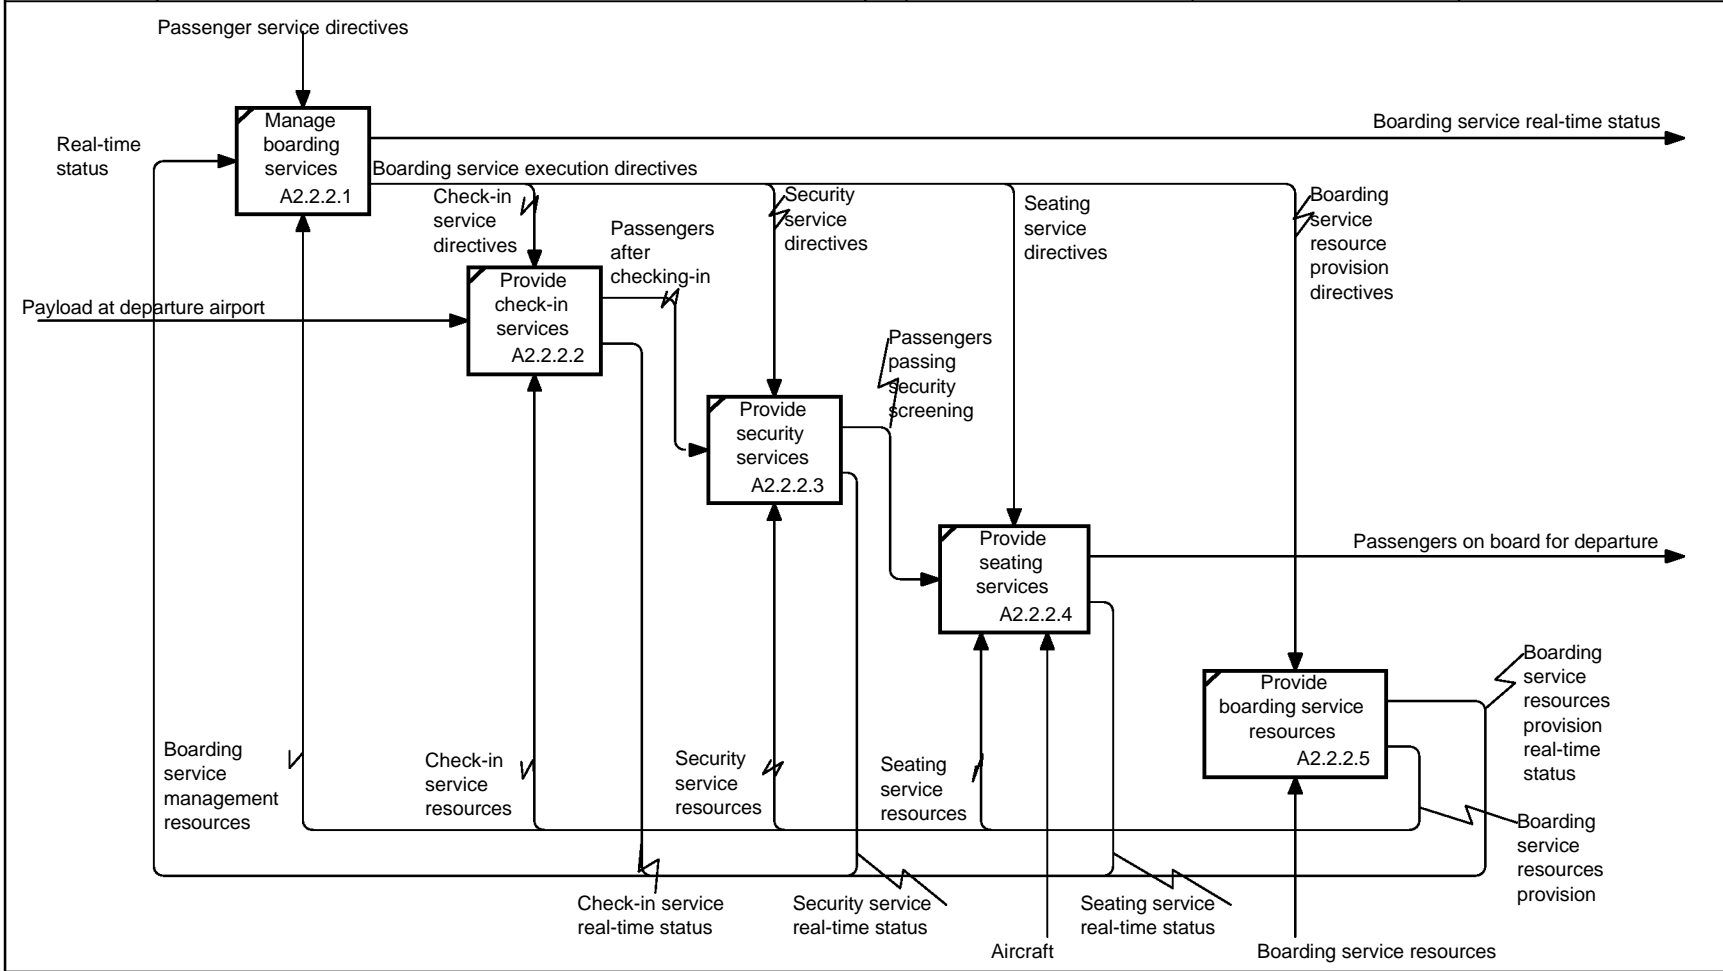 Passenger service directives
Manage
boarding
services
A2.2.2.1
Real-time
status
Boarding service real-time status
Boarding service execution directives
Check-in
service
directives
Passengers
after
checking-in
Security
service
directives
Seating
service
directives
Boarding
service
resource
provision
directives
Payload at departure airport
Provide
check-in
services
A2.2.2.2
Passengers
passing
security
screening
Provide
security
services
A2.2.2.3
Provide
seating
services
A2.2.2.4
Passengers on board for departure
Provide
boarding service
resources
A2.2.2.5
Boarding
service
resources
provision
real-time
status
Boarding
service
management
resources
Check-in
service
resources
Security
service
resources
Seating
service
resources
Boarding
service
resources
provision
Check-in service
real-time status
Security service
real-time status
Seating service
real-time status
Aircraft
Boarding service resources